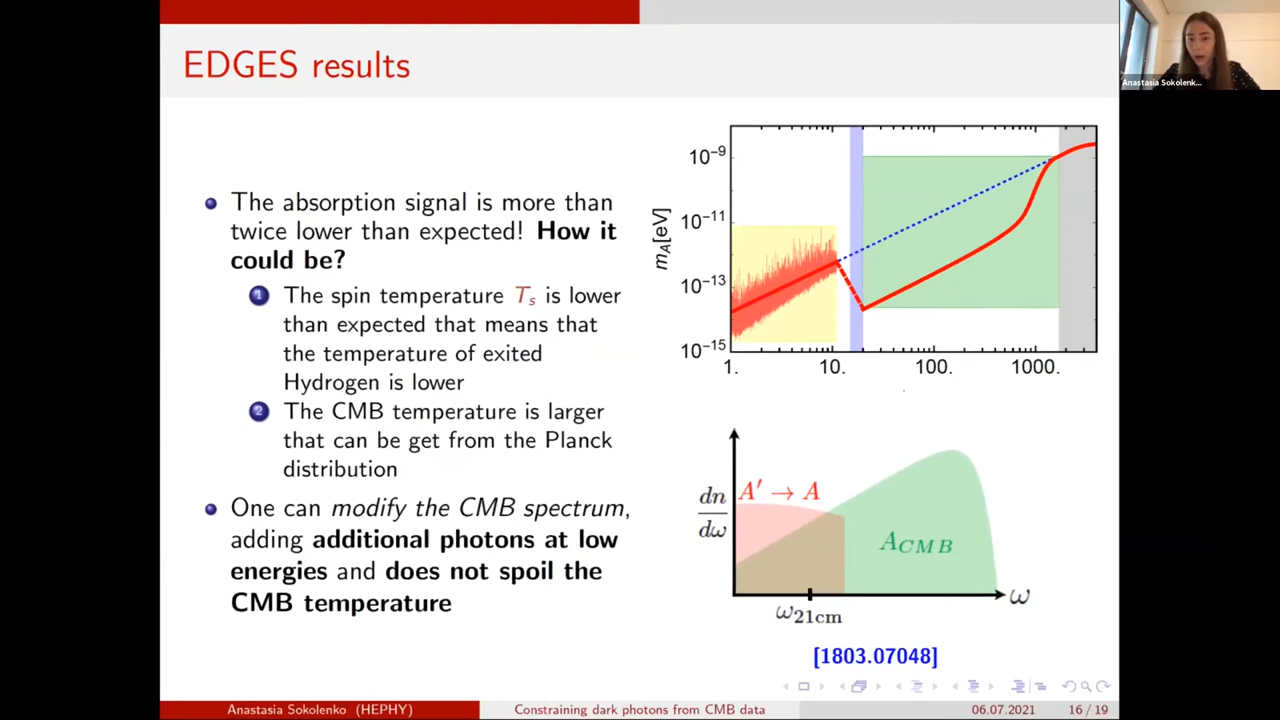 EDGES results
The absorption signal is more than
twice lower than expected! How it
could be?
1 The spin temperature Tₛ is lower
than expected that means that
the temperature of exited
Hydrogen is lower
2 The CMB temperature is larger
that can be get from the Planck
distribution
One can modify the CMB spectrum,
adding additional photons at low
energies and does not spoil the
CMB temperature
m_A[eV]
10⁻⁹
10⁻¹¹
10⁻¹³
10⁻¹⁵
1. 10. 100. 1000.
dn
dω
A′ → A
A_CMB
ω
ω_21cm
[1803.07048]
Anastasia Sokolenko (HEPHY) Constraining dark photons from CMB data 06.07.2021 16 / 19
Anastasia Sokolenk...